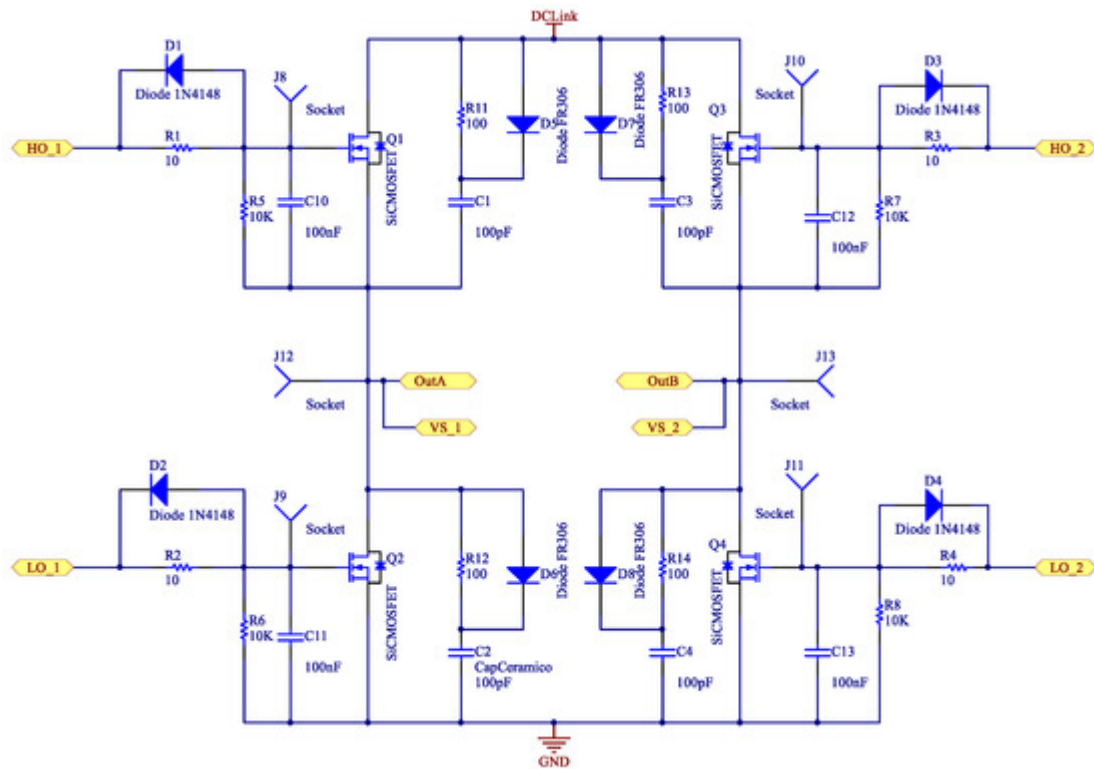 DCLink
D1
Diode 1N4148
J8
Socket
R1
10
HO_1
R5
10K
C10
100nF
Q1
SiCMOSFET
R11
100
D5
Diode FR306
C1
100pF
D7
Diode FR306
R13
100
C3
100pF
Q3
SiCMOSFET
J10
Socket
D3
Diode 1N4148
R3
10
HO_2
C12
100nF
R7
10K
J12
Socket
OutA
VS_1
OutB
VS_2
J13
Socket
D2
Diode 1N4148
J9
Socket
R2
10
LO_1
R6
10K
C11
100nF
Q2
SiCMOSFET
R12
100
D6
Diode FR306
C2
CapCeramico
100pF
D8
Diode FR306
R14
100
C4
100pF
Q4
SiCMOSFET
J11
Socket
D4
Diode 1N4148
R4
10
LO_2
C13
100nF
R8
10K
GND